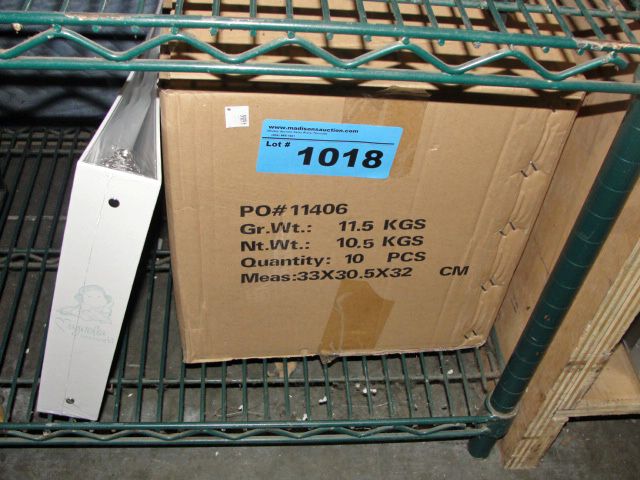 www.madisonsauction.com
Lot # 1018
PO#11406
Gr.Wt.: 11.5 KGS
Nt.Wt.: 10.5 KGS
Quantity: 10 PCS
Meas:33X30.5X32 CM
Magnolia